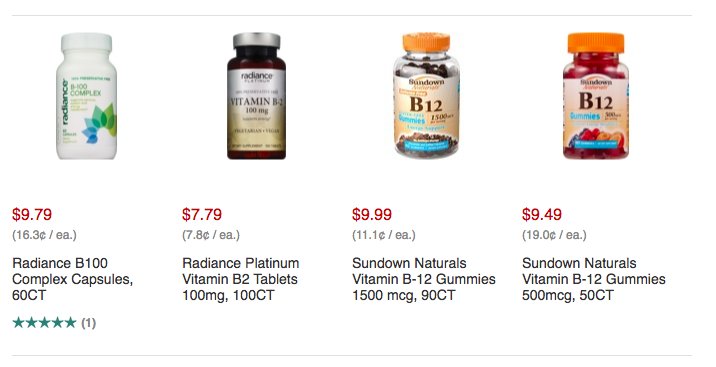 100% PRESERVATIVE FREE
B-100
COMPLEX
radiance
radiance
PLATINUM
VITAMIN B-2
100 mg
VEGETARIAN • VEGAN
Sundown
Naturals
B12
Gummies 1500 mcg
Sundown
Naturals
B12
Gummies 500 mcg
$9.79
(16.3¢ / ea.)
Radiance B100
Complex Capsules,
60CT
(1)
$7.79
(7.8¢ / ea.)
Radiance Platinum
Vitamin B2 Tablets
100mg, 100CT
$9.99
(11.1¢ / ea.)
Sundown Naturals
Vitamin B-12 Gummies
1500 mcg, 90CT
$9.49
(19.0¢ / ea.)
Sundown Naturals
Vitamin B-12 Gummies
500mcg, 50CT